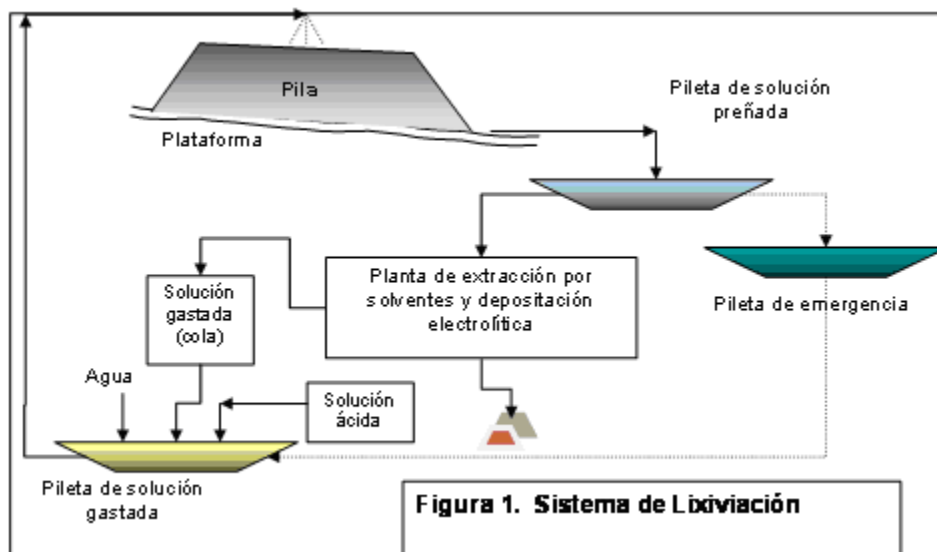 Pila
Plataforma
Pileta de solución
preñada
Planta de extracción por
solventes y depositación
electrolítica
Solución
gastada
(cola)
Pileta de emergencia
Agua
Solución
ácida
Pileta de solución
gastada
Figura 1. Sistema de Lixiviación